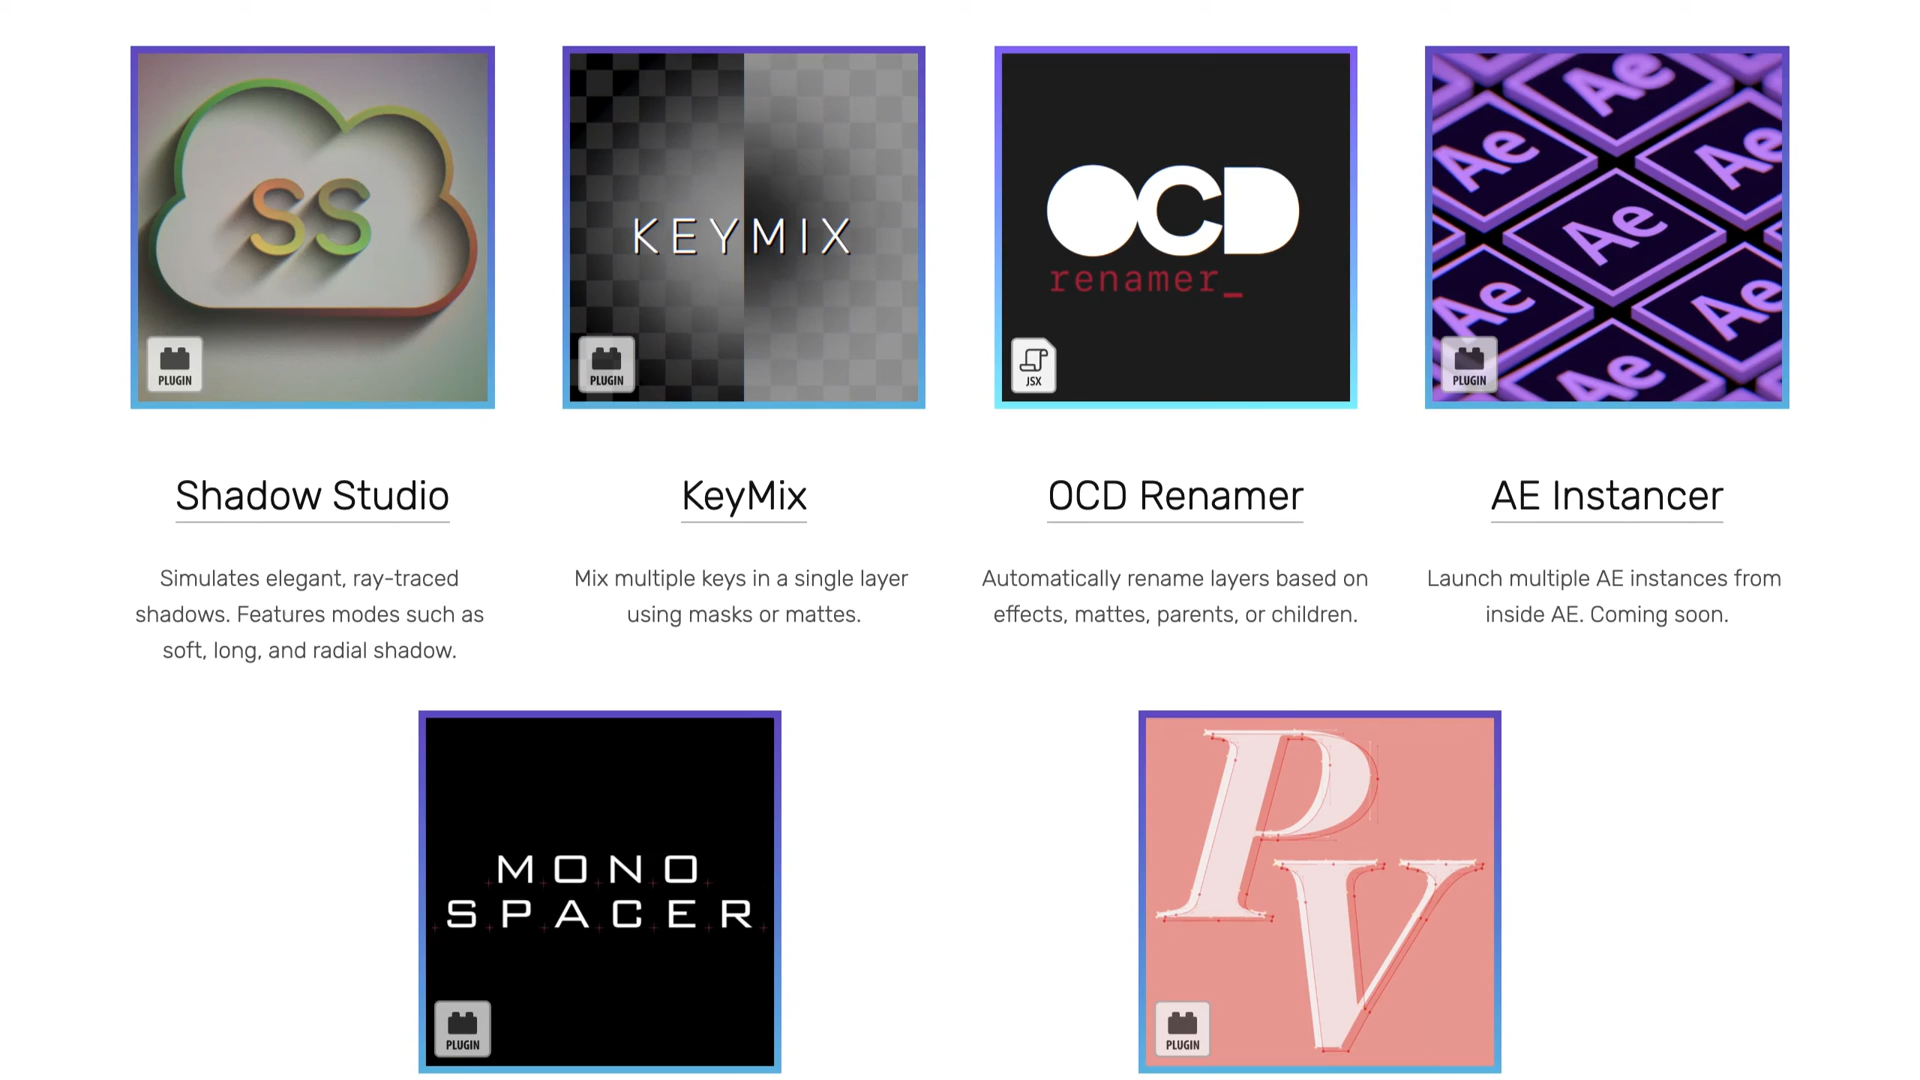 SS
PLUGIN
KEYMIX
PLUGIN
OCD
renamer_
JSX
Ae
Ae
Ae
Ae
Ae
Ae
Ae
Ae
PLUGIN
Shadow Studio
KeyMix
OCD Renamer
AE Instancer
Simulates elegant, ray-traced
shadows. Features modes such as
soft, long, and radial shadow.
Mix multiple keys in a single layer
using masks or mattes.
Automatically rename layers based on
effects, mattes, parents, or children.
Launch multiple AE instances from
inside AE. Coming soon.
MONO
SPACER
PLUGIN
P
V
PLUGIN